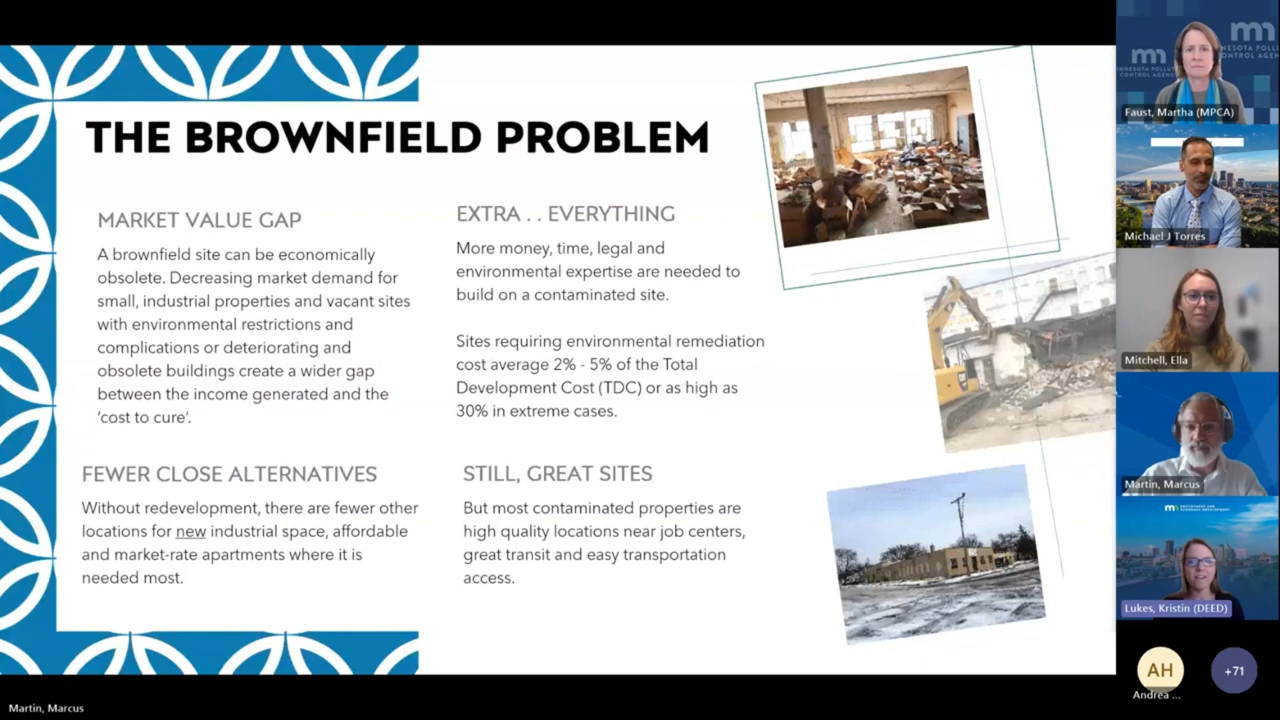 THE BROWNFIELD PROBLEM
MARKET VALUE GAP
A brownfield site can be economically
obsolete. Decreasing market demand for
small, industrial properties and vacant sites
with environmental restrictions and
complications or deteriorating and
obsolete buildings create a wider gap
between the income generated and the
'cost to cure'.
EXTRA . . EVERYTHING
More money, time, legal and
environmental expertise are needed to
build on a contaminated site.
Sites requiring environmental remediation
cost average 2% - 5% of the Total
Development Cost (TDC) or as high as
30% in extreme cases.
FEWER CLOSE ALTERNATIVES
Without redevelopment, there are fewer other
locations for new industrial space, affordable
and market-rate apartments where it is
needed most.
STILL, GREAT SITES
But most contaminated properties are
high quality locations near job centers,
great transit and easy transportation
access.
Faust, Martha (MPCA)
Michael J Torres
Mitchell, Ella
Martin, Marcus
Lukes, Kristin (DEED)
AH
Andrea ...
+71
Martin, Marcus